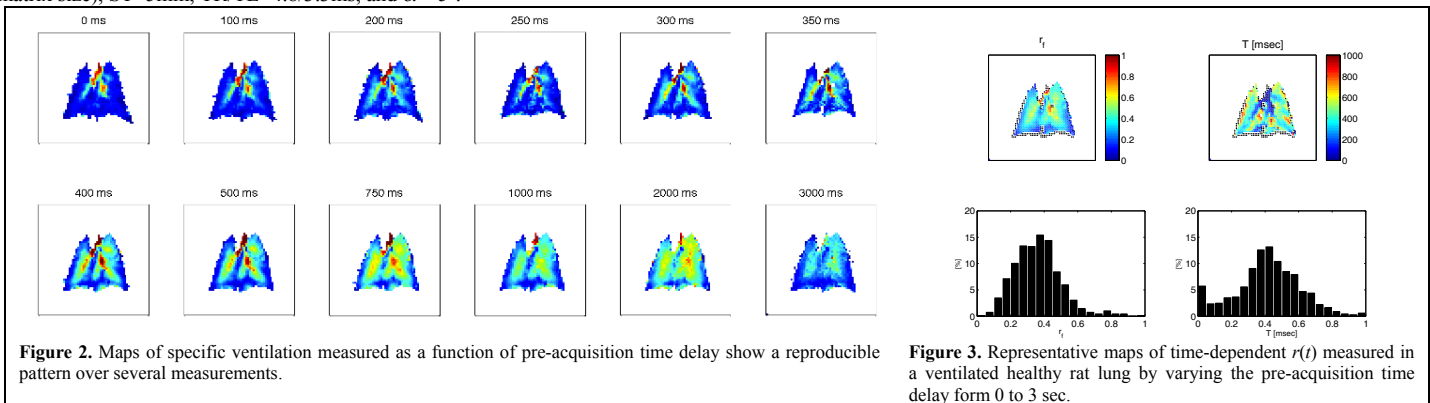 0 ms 100 ms 200 ms 250 ms 300 ms 350 ms
400 ms 500 ms 750 ms 1000 ms 2000 ms 3000 ms
Figure 2. Maps of specific ventilation measured as a function of pre-acquisition time delay show a reproducible
pattern over several measurements.
r_f T [msec]
1 1000
0.8 800
0.6 600
0.4 400
0.2 200
0 0
20 20
15 15
[%] [%]
10 10
5 5
0 0
0 0.2 0.4 0.6 0.8 1 0 0.2 0.4 0.6 0.8 1
r_f T [msec]
Figure 3. Representative maps of time-dependent r(t) measured in
a ventilated healthy rat lung by varying the pre-acquisition time
delay form 0 to 3 sec.